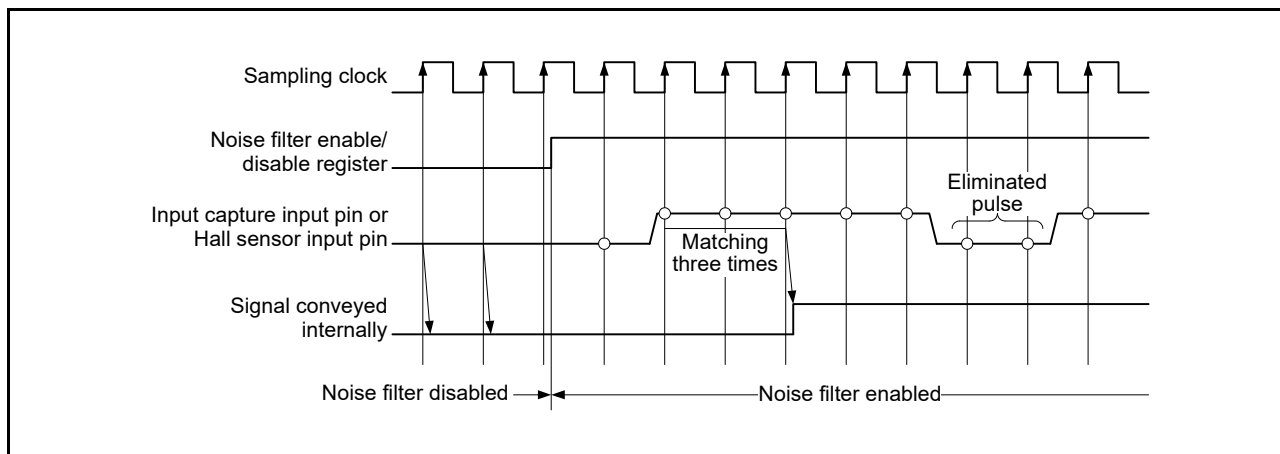 Sampling clock
Noise filter enable/
disable register
Eliminated
pulse
Input capture input pin or
Hall sensor input pin
Matching
three times
Signal conveyed
internally
Noise filter disabled
Noise filter enabled